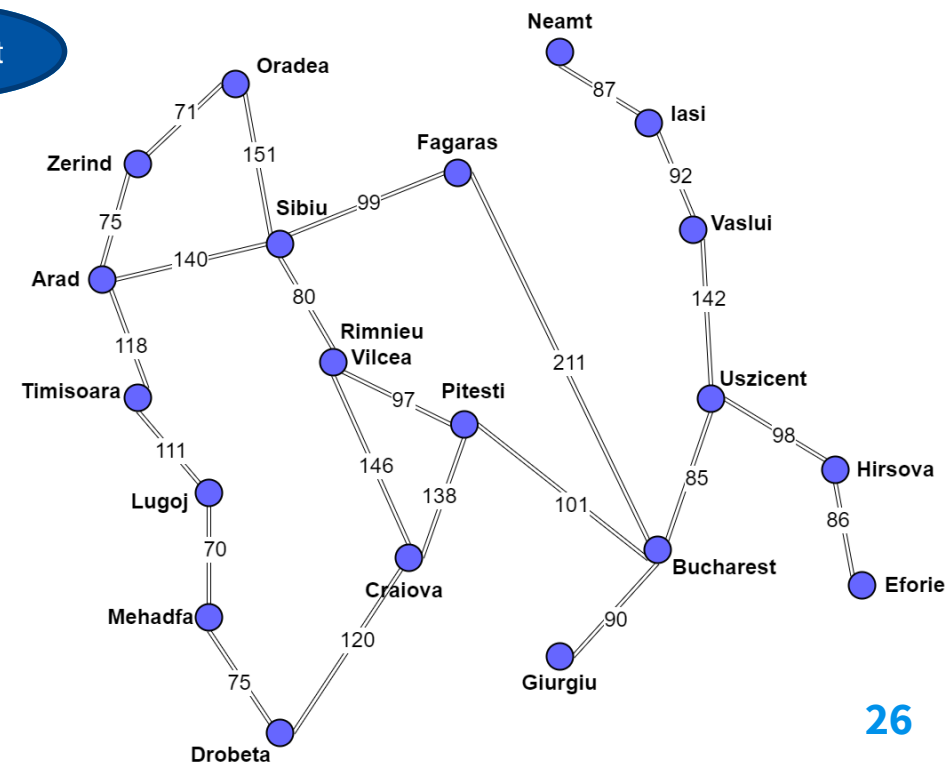 t
Neamt
Oradea
87
71
Iasi
Fagaras
151
Zerind
92
99
Sibiu
75
Vaslui
140
Arad
80
142
Rimnieu
Vilcea
118
211
Uszicent
Timisoara
97
Pitesti
98
111
146
Hirsova
85
138
Lugoj
101
86
70
Bucharest
Craiova
Eforie
Mehadfa
90
120
75
Giurgiu
26
Drobeta